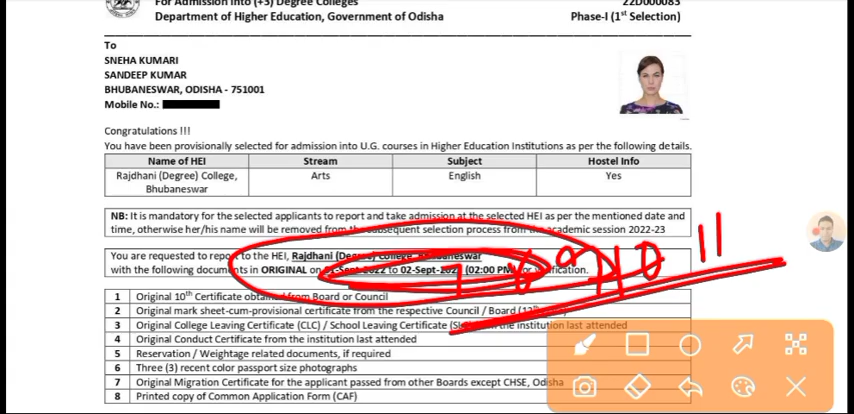 For Admission into (+3) Degree Colleges
22D000083
Department of Higher Education, Government of Odisha
Phase-I (1st Selection)
To
SNEHA KUMARI
SANDEEP KUMAR
BHUBANESWAR, ODISHA - 751001
Mobile No.:
Congratulations !!!
You have been provisionally selected for admission into U.G. courses in Higher Education Institutions as per the following details.
Name of HEI Stream Subject Hostel Info
Rajdhani (Degree) College, Arts English Yes
Bhubaneswar
NB: It is mandatory for the selected applicants to report and take admission at the selected HEI as per the mentioned date and
time, otherwise her/his name will be removed from the subsequent selection process from the academic session 2022-23
You are requested to report to the HEI, Rajdhani (Degree) College, Bhubaneswar
with the following documents in ORIGINAL on 01-Sept-2022 to 02-Sept-2022 (02:00 PM) for verification.
1 Original 10th Certificate obtained from Board or Council
2 Original mark sheet-cum-provisional certificate from the respective Council / Board (12th
3 Original College Leaving Certificate (CLC) / School Leaving Certificate the institution last attended
4 Original Conduct Certificate from the institution last attended
5 Reservation / Weightage related documents, if required
6 Three (3) recent color passport size photographs
7 Original Migration Certificate for the applicant passed from other Boards except CHSE, Odisha
8 Printed copy of Common Application Form (CAF)